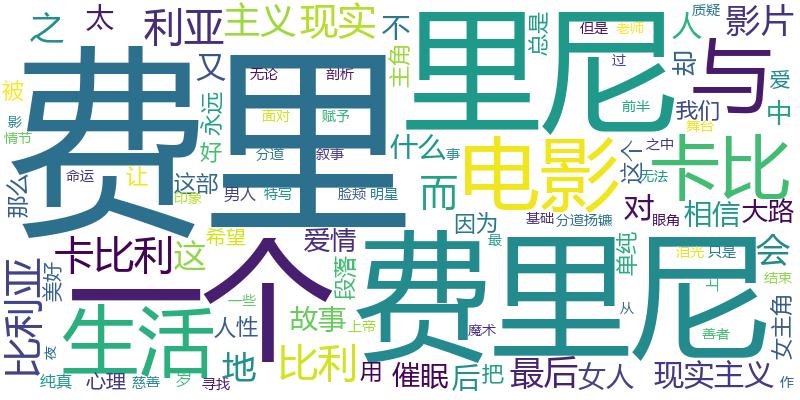 之 太 利亚 主义 现实 不 总是 但是 质疑 老师 影片
费里 里尼 与
又 无论 剖析 主角 人 过 却 爱
被 影 情节 永远 面对 赋予 前半 我们 中
好 分道 叙事 什么 电影 事 舞台 这个 之中 卡比
那么 命运 让 这部 印象 男人 特写 脸颊 明星 而 无法
因为 基础 分道扬镳 最 眼角 对 相信 大路
卡比利 这 希望 爱情 费里尼 单纯 泪光 只是 会
比利亚 美好 一个 段落 上 结束
生活 一些 人性 故事 上帝 魔术 从 善者 女主角
夜 地 比利
纯真 心理 慈善 岁 寻找 用 催眠 后 把 最后 女人 现实主义 作